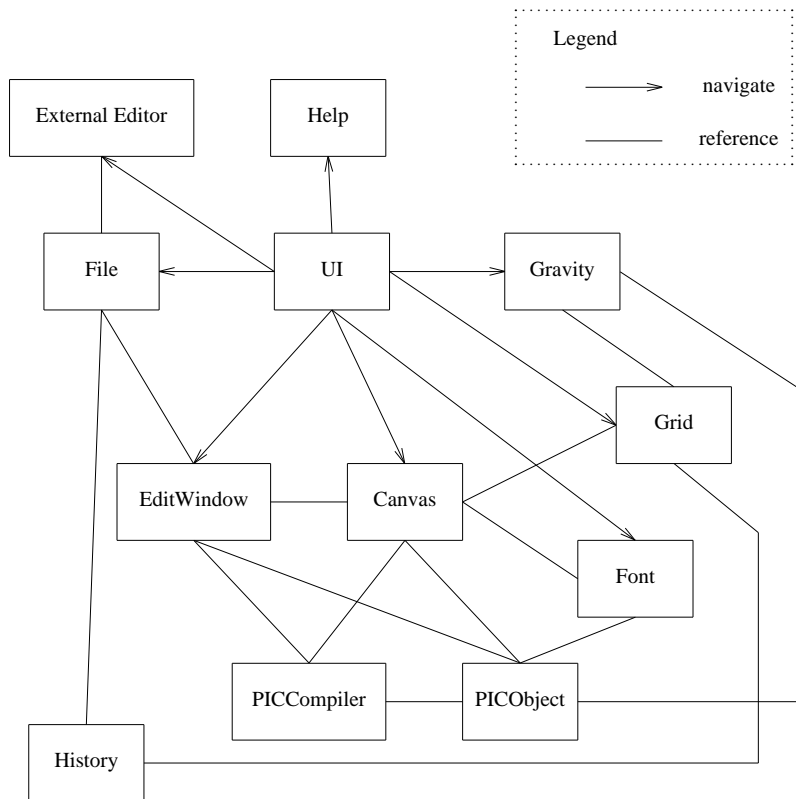 Legend
navigate
reference
External Editor
Help
File
UI
Gravity
Grid
EditWindow
Canvas
Font
PICCompiler
PICObject
History